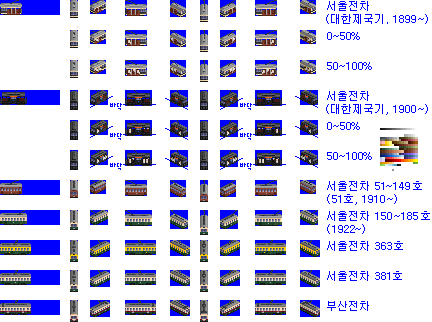 서울전차
(대한제국기, 1899~)
0~50%
50~100%
서울전차
(대한제국기, 1900~)
바닥 바닥
0~50%
바닥 바닥
50~100%
바닥 바닥
서울전차 51~149호
(51호, 1910~)
서울전차 150~185호
(1922~)
서울전차 363호
서울전차 381호
부산전차